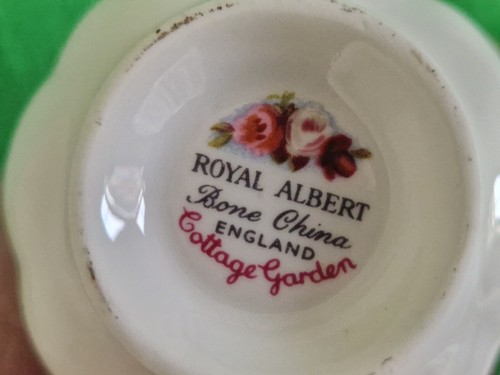 ROYAL ALBERT
Bone China
ENGLAND
Cottage Garden